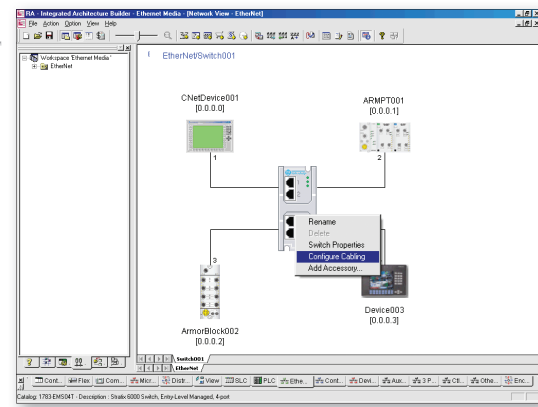 RA - Integrated Architecture Builder - Ethernet Media - [Network View - EtherNet]
File Action Option View Help
Workspace 'Ethernet Media'
EtherNet
EtherNet/Switch001
CNetDevice001
[0.0.0.0]
ARMPT001
[0.0.0.1]
1
2
Rename
Delete
Switch Properties
Configure Cabling
Add Accessory...
3
ArmorBlock002
[0.0.0.2]
Device003
[0.0.0.3]
Switch001
EtherNet
Cont... Flex Com... Micr... Distr... View SLC PLC Ethe... Cont... Devi... Aux... 3 P... Ctl... Othe... Enc...
Catalog: 1783-EMS04T - Description : Stratix 6000 Switch, Entry-Level Managed, 4-port